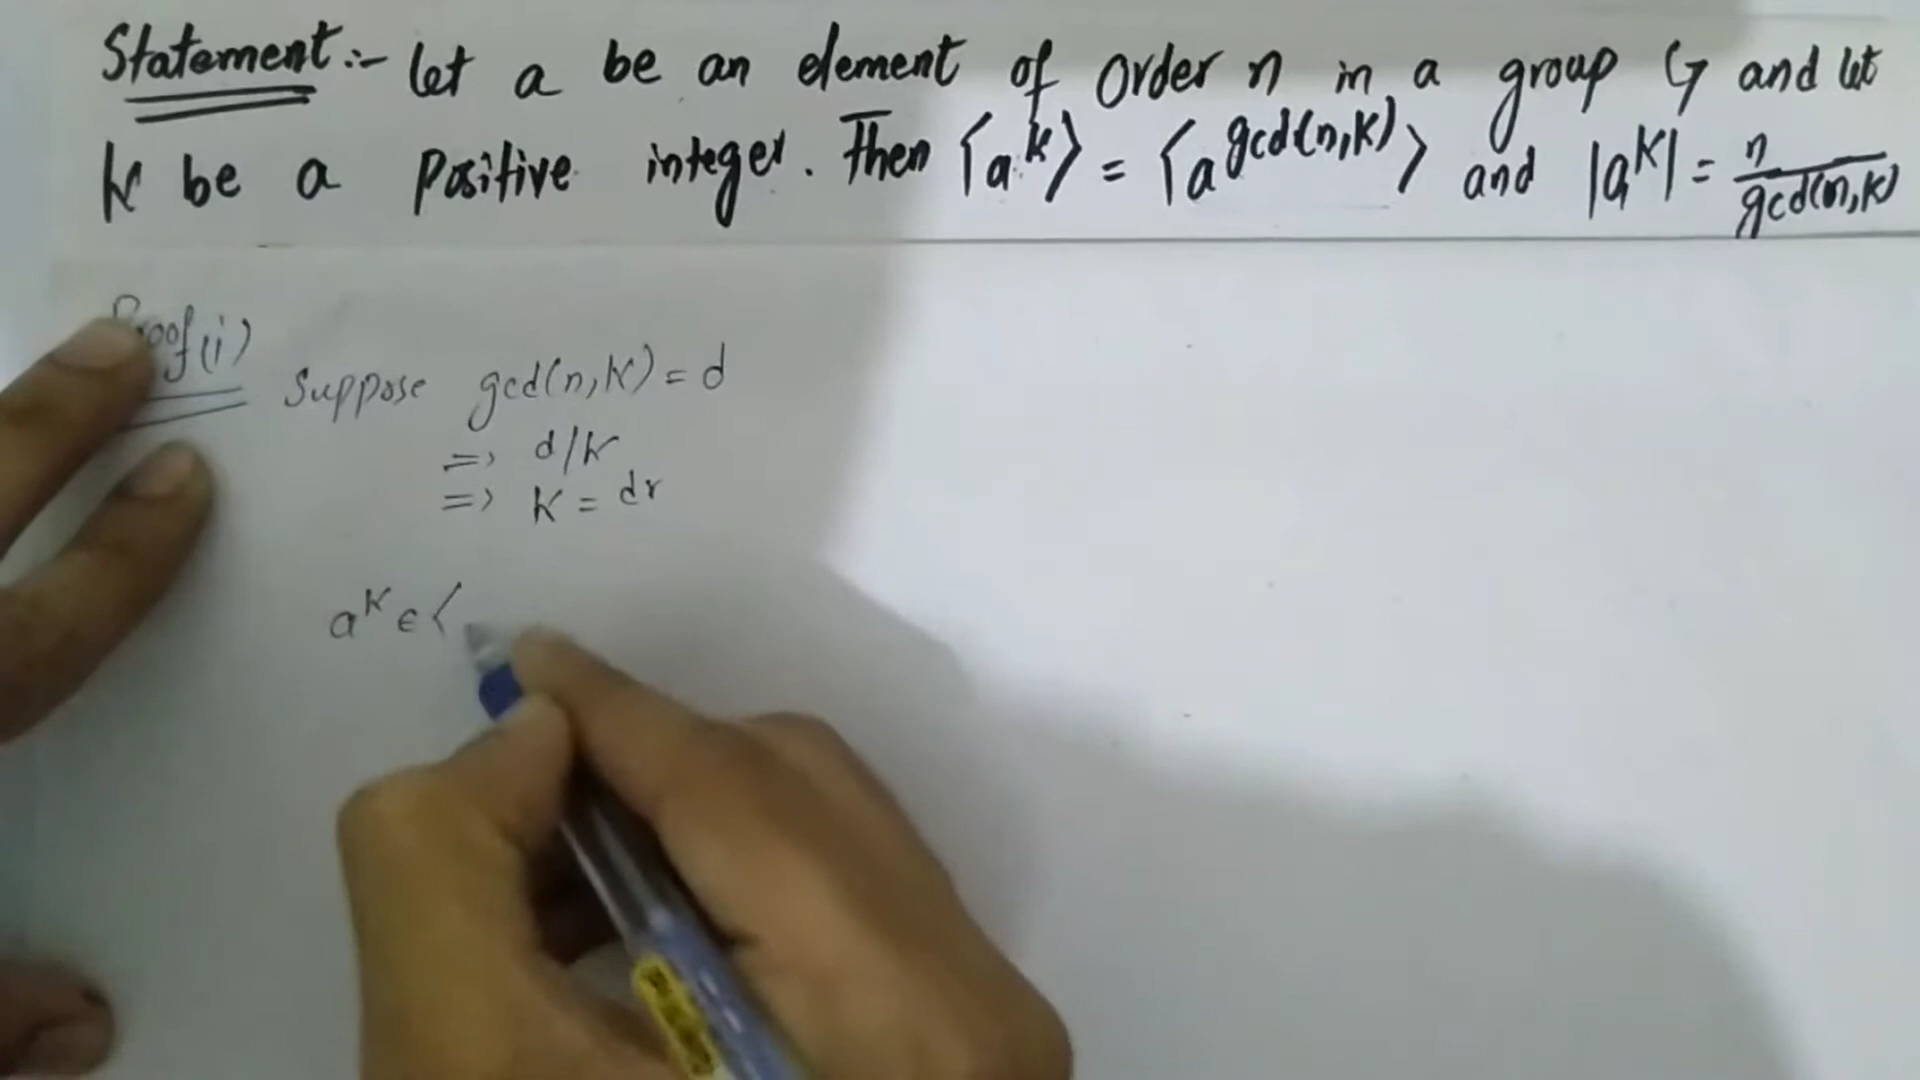 Statement:- let a be an element of Order n in a group G and let
K be a Positive integer. Then ⟨a^k⟩ = ⟨a^gcd(n,k)⟩ and |a^k| = n/gcd(n,k)
Proof(i)
Suppose gcd(n,k) = d
=> d/k
=> K = dr
a^k ∈ ⟨